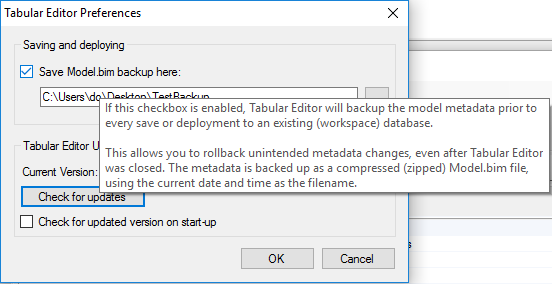 Tabular Editor Preferences
Saving and deploying
Save Model.bim backup here:
C:\Users\do\Desktop\TestBackup
If this checkbox is enabled, Tabular Editor will backup the model metadata prior to
every save or deployment to an existing (workspace) database.
This allows you to rollback unintended metadata changes, even after Tabular Editor
was closed. The metadata is backed up as a compressed (zipped) Model.bim file,
using the current date and time as the filename.
Tabular Editor U
Current Version:
Check for updates
Check for updated version on start-up
OK
Cancel